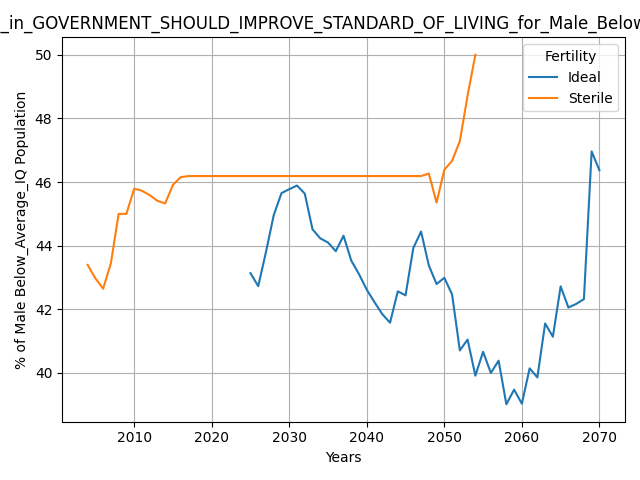 _in_GOVERNMENT_SHOULD_IMPROVE_STANDARD_OF_LIVING_for_Male_Below
Fertility
Ideal
Sterile
% of Male Below_Average_IQ Population
50
48
46
44
42
40
2010 2020 2030 2040 2050 2060 2070
Years